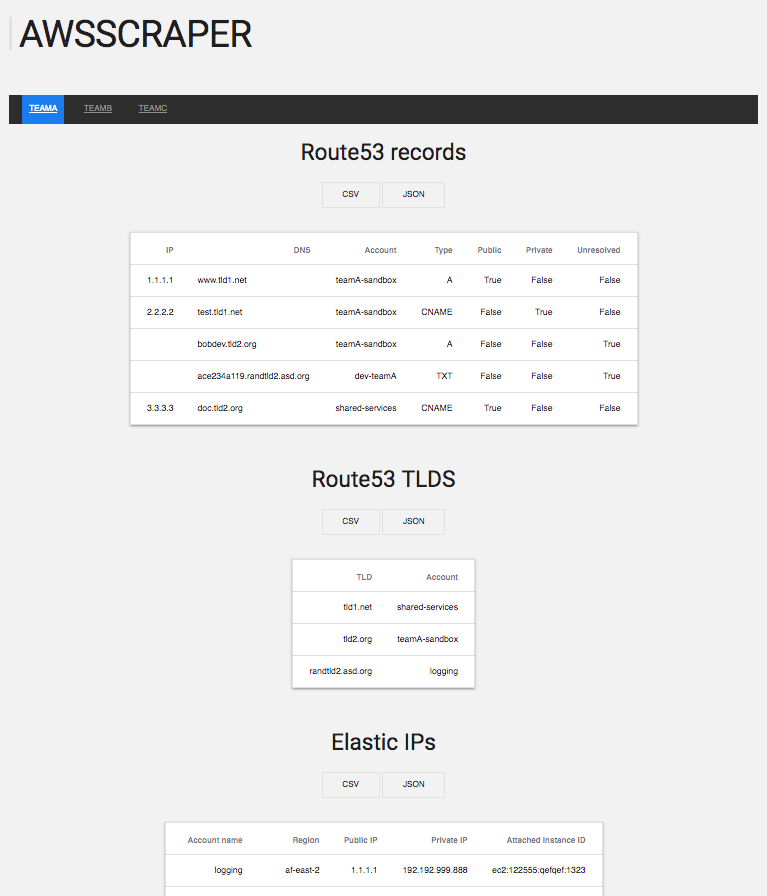 AWSSCRAPER
TEAMA TEAMB TEAMC
Route53 records
CSV JSON
IP DNS Account Type Public Private Unresolved
1.1.1.1 www.tld1.net teamA-sandbox A True False False
2.2.2.2 test.tld1.net teamA-sandbox CNAME False True False
bobdev.tld2.org teamA-sandbox A False False True
ace234a119.randtld2.asd.org dev-teamA TXT False False True
3.3.3.3 doc.tld2.org shared-services CNAME True False False
Route53 TLDS
CSV JSON
TLD Account
tld1.net shared-services
tld2.org teamA-sandbox
randtld2.asd.org logging
Elastic IPs
CSV JSON
Account name Region Public IP Private IP Attached Instance ID
logging af-east-2 1.1.1.1 192.192.999.888 ec2:122555:qefqef:1323